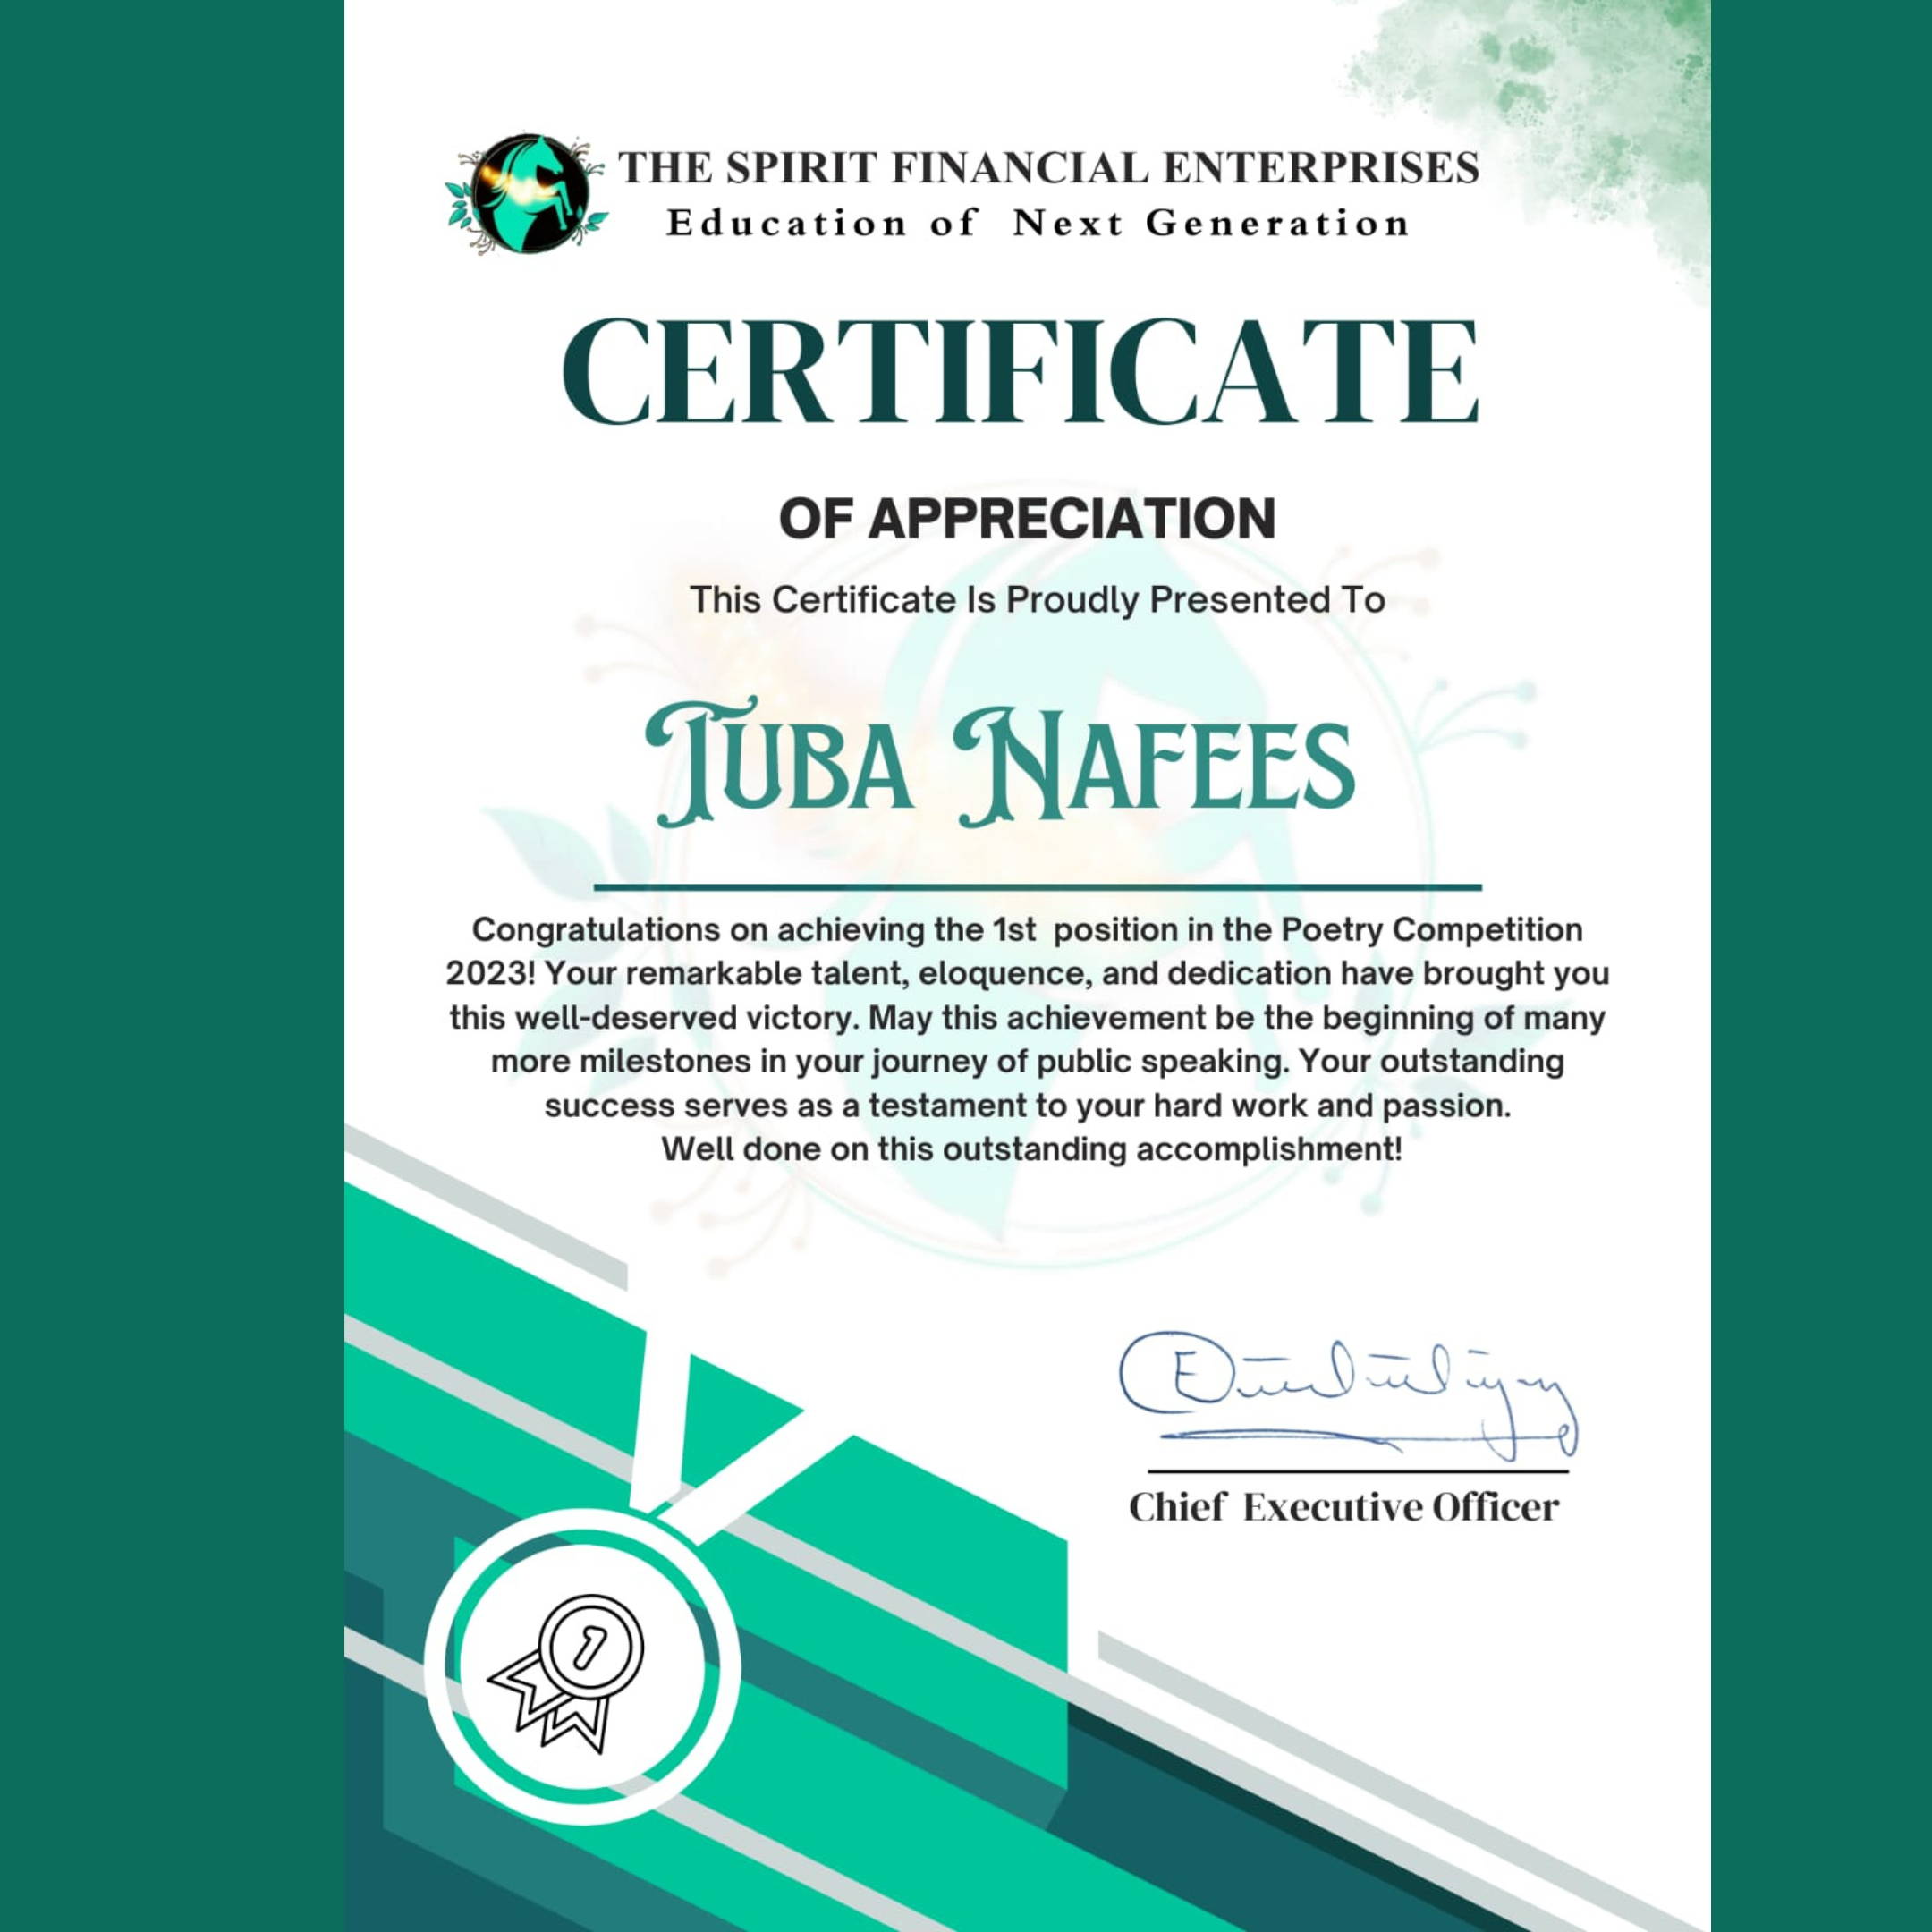 THE SPIRIT FINANCIAL ENTERPRISES
Education of Next Generation
CERTIFICATE
OF APPRECIATION
This Certificate Is Proudly Presented To
TUBA NAFEES
Congratulations on achieving the 1st position in the Poetry Competition
2023! Your remarkable talent, eloquence, and dedication have brought you
this well-deserved victory. May this achievement be the beginning of many
more milestones in your journey of public speaking. Your outstanding
success serves as a testament to your hard work and passion.
Well done on this outstanding accomplishment!
Chief Executive Officer
1